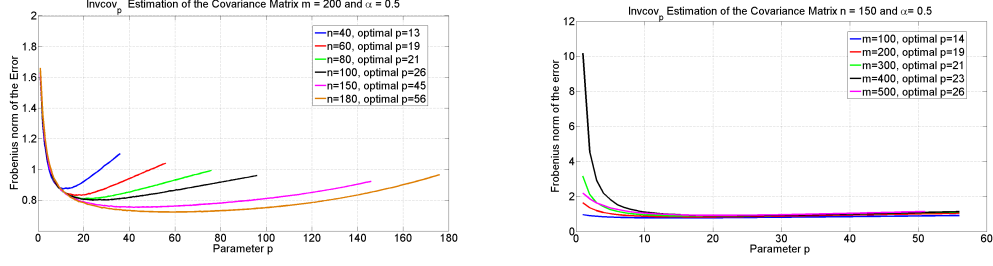 Invcov_p Estimation of the Covariance Matrix m = 200 and α = 0.5
2
1.8
1.6
1.4
1.2
1
0.8
Frobenius norm of the Error
n=40, optimal p=13
n=60, optimal p=19
n=80, optimal p=21
n=100, optimal p=26
n=150, optimal p=45
n=180, optimal p=56
0 20 40 60 80 100 120 140 160 180
Parameter p
Invcov_p Estimation of the Covariance Matrix n = 150 and α= 0.5
12
10
8
6
4
2
0
Frobenius norm of the error
m=100, optimal p=14
m=200, optimal p=19
m=300, optimal p=21
m=400, optimal p=23
m=500, optimal p=26
0 10 20 30 40 50 60
Parameter p